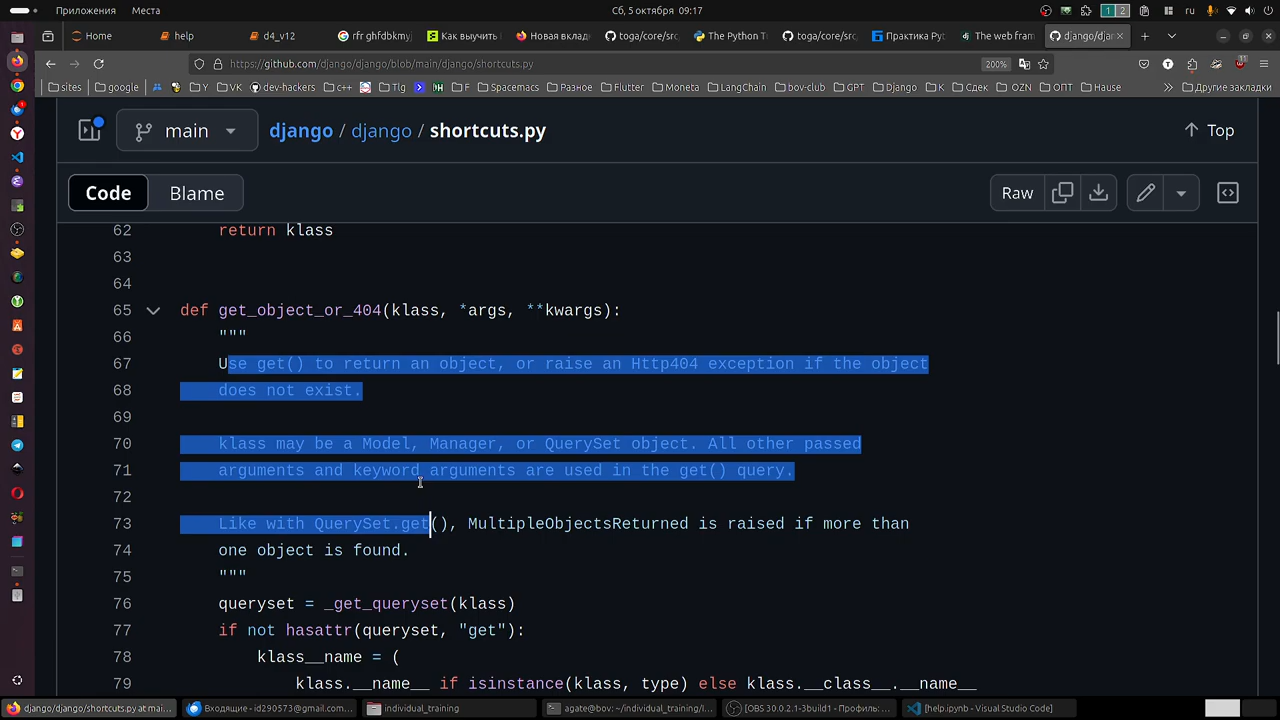 Приложения Места Сб, 5 октября 09:17 1 2 ru
Home help d4_v12 rfr ghfdbkmyj Как выучить Новая вклад toga/core/src The Python T toga/core/src Практика Pyt The web fram django/djan
https://github.com/django/django/blob/main/django/shortcuts.py 200% 11
sites google Y VK dev-hackers c++ Tlg F Spacemacs Разное Flutter Moneta LangChain bov-club GPT Django K Сдек OZN ОПТ Hause Другие закладки
main django / django / shortcuts.py Top
Code Blame Raw
62 return klass
63
64
65 def get_object_or_404(klass, *args, **kwargs):
66 """
67 Use get() to return an object, or raise an Http404 exception if the object
68 does not exist.
69
70 klass may be a Model, Manager, or QuerySet object. All other passed
71 arguments and keyword arguments are used in the get() query.
72
73 Like with QuerySet.get(), MultipleObjectsReturned is raised if more than
74 one object is found.
75 """
76 queryset = _get_queryset(klass)
77 if not hasattr(queryset, "get"):
78 klass__name = (
79 klass.__name__ if isinstance(klass, type) else klass.__class__.__name__
django/django/shortcuts.py at mai... Входящие - id290573@gmail.com... individual_traning agate@bov: ~/individual_training/l... [OBS 30.0.2.1-3build1 - Профиль: ... [help.ipynb - Visual Studio Code]